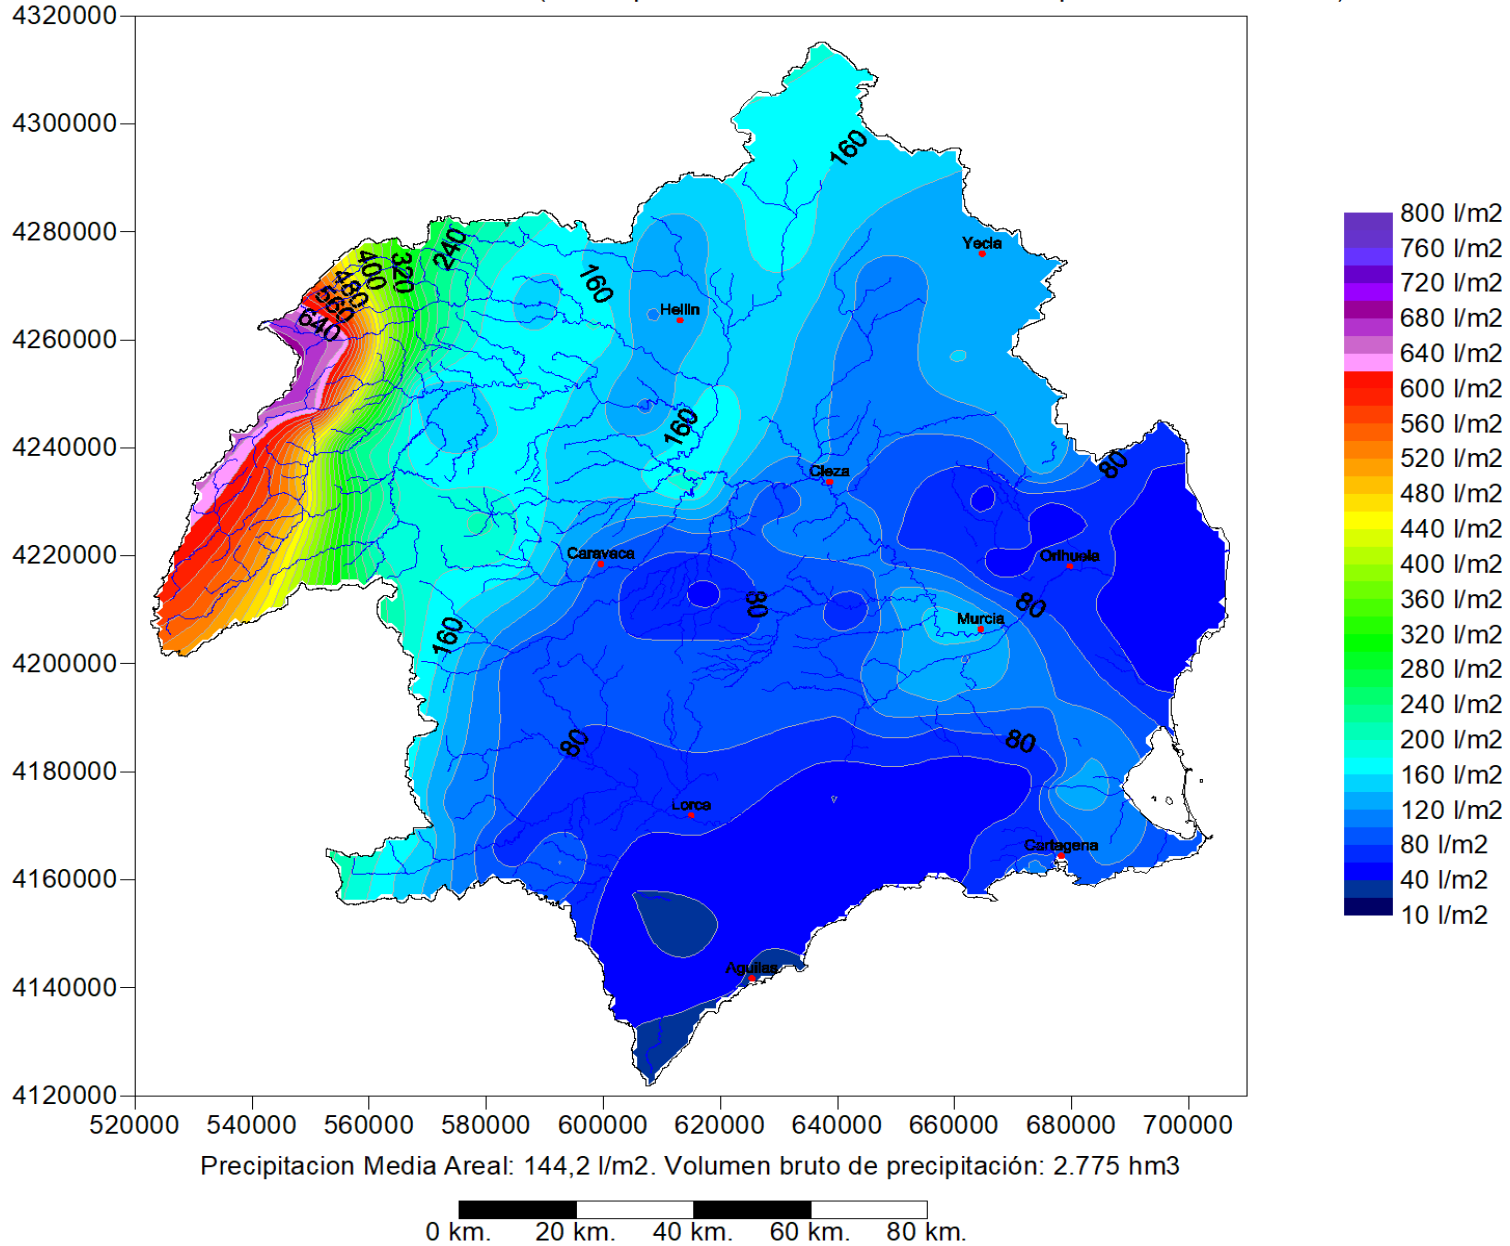 4320000
4300000
4280000
4260000
4240000
4220000
4200000
4180000
4160000
4140000
4120000
520000 540000 560000 580000 600000 620000 640000 660000 680000 700000
160
240
320
400
480
560
640
160
160
80
80
80
160
80
80
Yecla
Hellin
Cieza
Caravaca
Orihuela
Murcia
Lorca
Cartagena
Aguilas
800 l/m2
760 l/m2
720 l/m2
680 l/m2
640 l/m2
600 l/m2
560 l/m2
520 l/m2
480 l/m2
440 l/m2
400 l/m2
360 l/m2
320 l/m2
280 l/m2
240 l/m2
200 l/m2
160 l/m2
120 l/m2
80 l/m2
40 l/m2
10 l/m2
Precipitacion Media Areal: 144,2 l/m2. Volumen bruto de precipitación: 2.775 hm3
0 km. 20 km. 40 km. 60 km. 80 km.